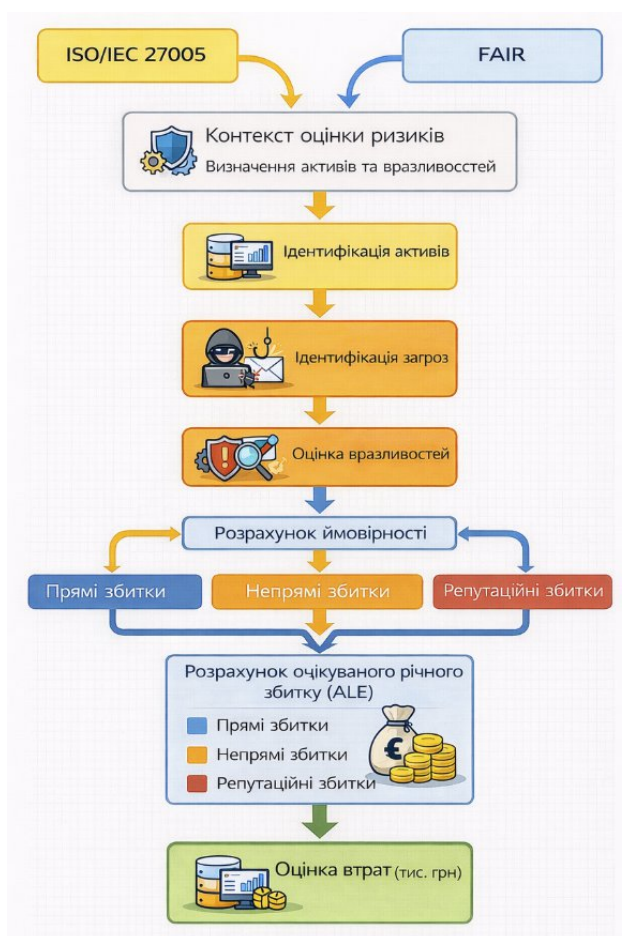 ISO/IEC 27005
FAIR
Контекст оцінки ризиків
Визначення активів та вразливосстей
Ідентифікація активів
Ідентифікація загроз
Оцінка вразливостей
Розрахунок ймовірності
Прямі збитки
Непрямі збитки
Репутаційні збитки
Розрахунок очікуваного річного
збитку (ALE)
Прямі збитки
Непрямі збитки
Репутаційні збитки
€
Оцінка втрат (тис. грн)